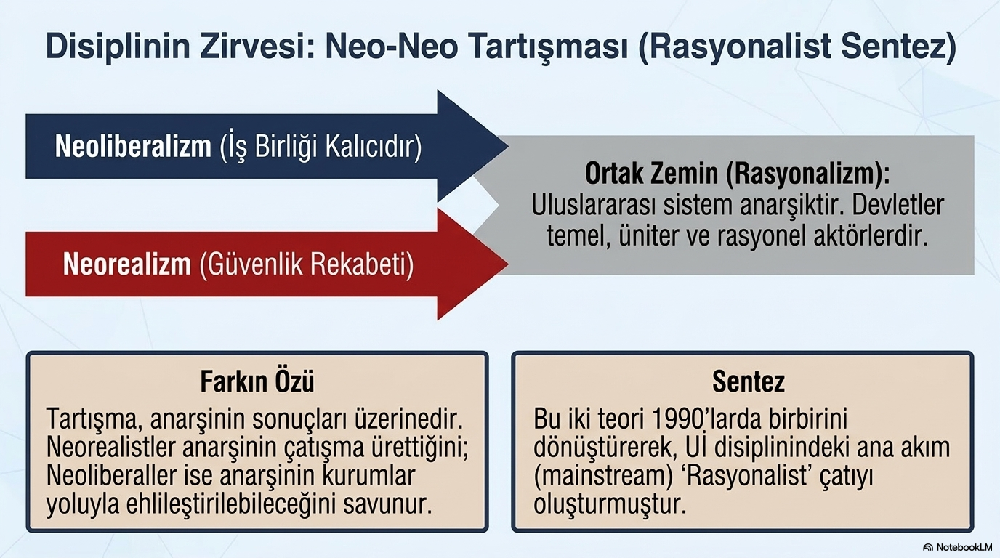 Disiplinin Zirvesi: Neo-Neo Tartışması (Rasyonalist Sentez)
Neoliberalizm (İş Birliği Kalıcıdır)
Neorealizm (Güvenlik Rekabeti)
Ortak Zemin (Rasyonalizm):
Uluslararası sistem anarşiktir. Devletler
temel, üniter ve rasyonel aktörlerdir.
Farkın Özü
Tartışma, anarşinin sonuçları üzerinedir.
Neorealistler anarşinin çatışma ürettiğini;
Neoliberaller ise anarşinin kurumlar
yoluyla ehlileştirilebileceğini savunur.
Sentez
Bu iki teori 1990’larda birbirini
dönüştürerek, Uİ disiplinindeki ana akım
(mainstream) ‘Rasyonalist’ çatıyı
oluşturmuştur.
NotebookLM